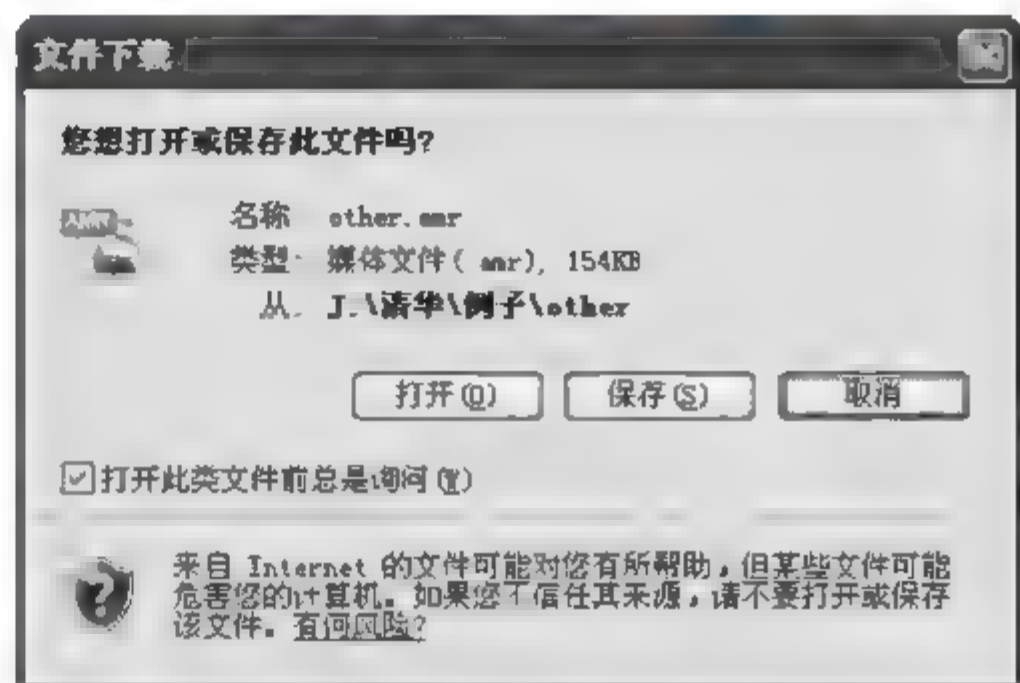 文件下载
您想打开或保存此文件吗?
名称 other.amr
类型: 媒体文件( amr), 154KB
从. J:\清华\例子\other
打开(O) 保存(S) 取消
打开此类文件前总是询问(W)
来自 Internet 的文件可能对您有所帮助，但某些文件可能
危害您的计算机。如果您不信任其来源，请不要打开或保存
该文件。有何风险?